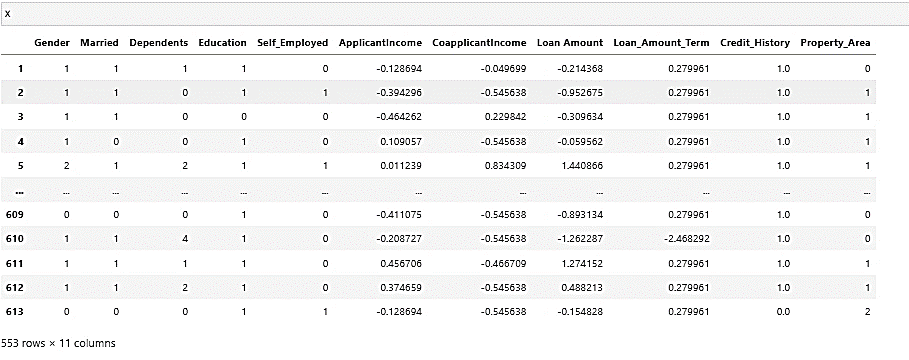 X
Gender Married Dependents Education Self_Employed ApplicantIncome CoapplicantIncome Loan Amount Loan_Amount_Term Credit_History Property_Area
1 1 1 1 1 0 -0.128694 -0.049699 -0.214368 0.279961 1.0 0
2 1 1 0 1 1 -0.394296 -0.545638 -0.952675 0.279961 1.0 1
3 1 1 0 0 0 -0.464262 0.229842 -0.309634 0.279961 1.0 1
4 1 0 0 1 0 0.109057 -0.545638 -0.059562 0.279961 1.0 1
5 2 1 2 1 1 0.011239 0.834309 1.440866 0.279961 1.0 1
... ... ... ... ... ... ... ... ... ... ... ...
609 0 0 0 1 0 -0.411075 -0.545638 -0.893134 0.279961 1.0 0
610 1 1 4 1 0 -0.208727 -0.545638 -1.262287 -2.468292 1.0 0
611 1 1 1 1 0 0.456706 -0.466709 1.274152 0.279961 1.0 1
612 1 1 2 1 0 0.374659 -0.545638 0.488213 0.279961 1.0 1
613 0 0 0 1 1 -0.128694 -0.545638 -0.154828 0.279961 0.0 2
553 rows × 11 columns